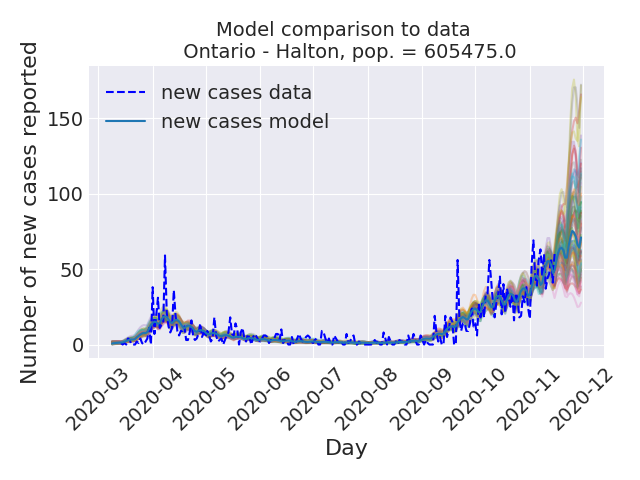 Model comparison to data
Ontario - Halton, pop. = 605475.0
Number of new cases reported
new cases data
new cases model
150
100
50
0
2020-03
2020-04
2020-05
2020-06
2020-07
2020-08
2020-09
2020-10
2020-11
2020-12
Day